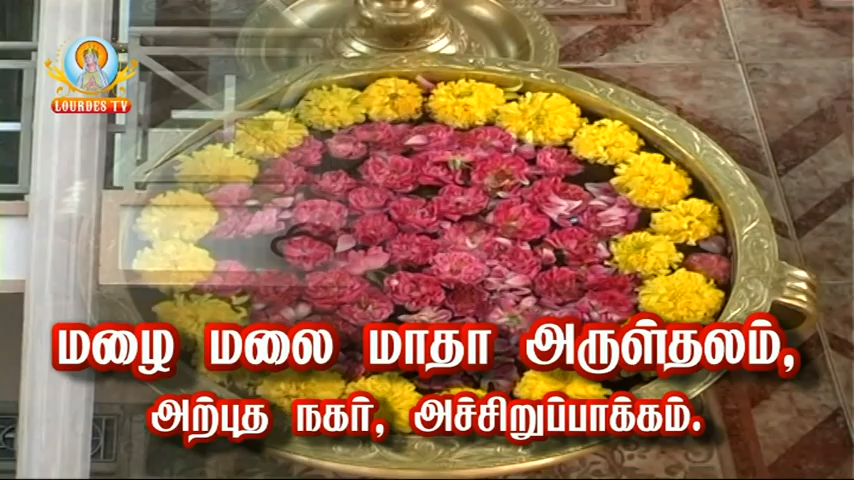 LOURDES TV
மழை மலை மாதா அருள்தலம்,
அற்புத நகர், அச்சிறுப்பாக்கம்.